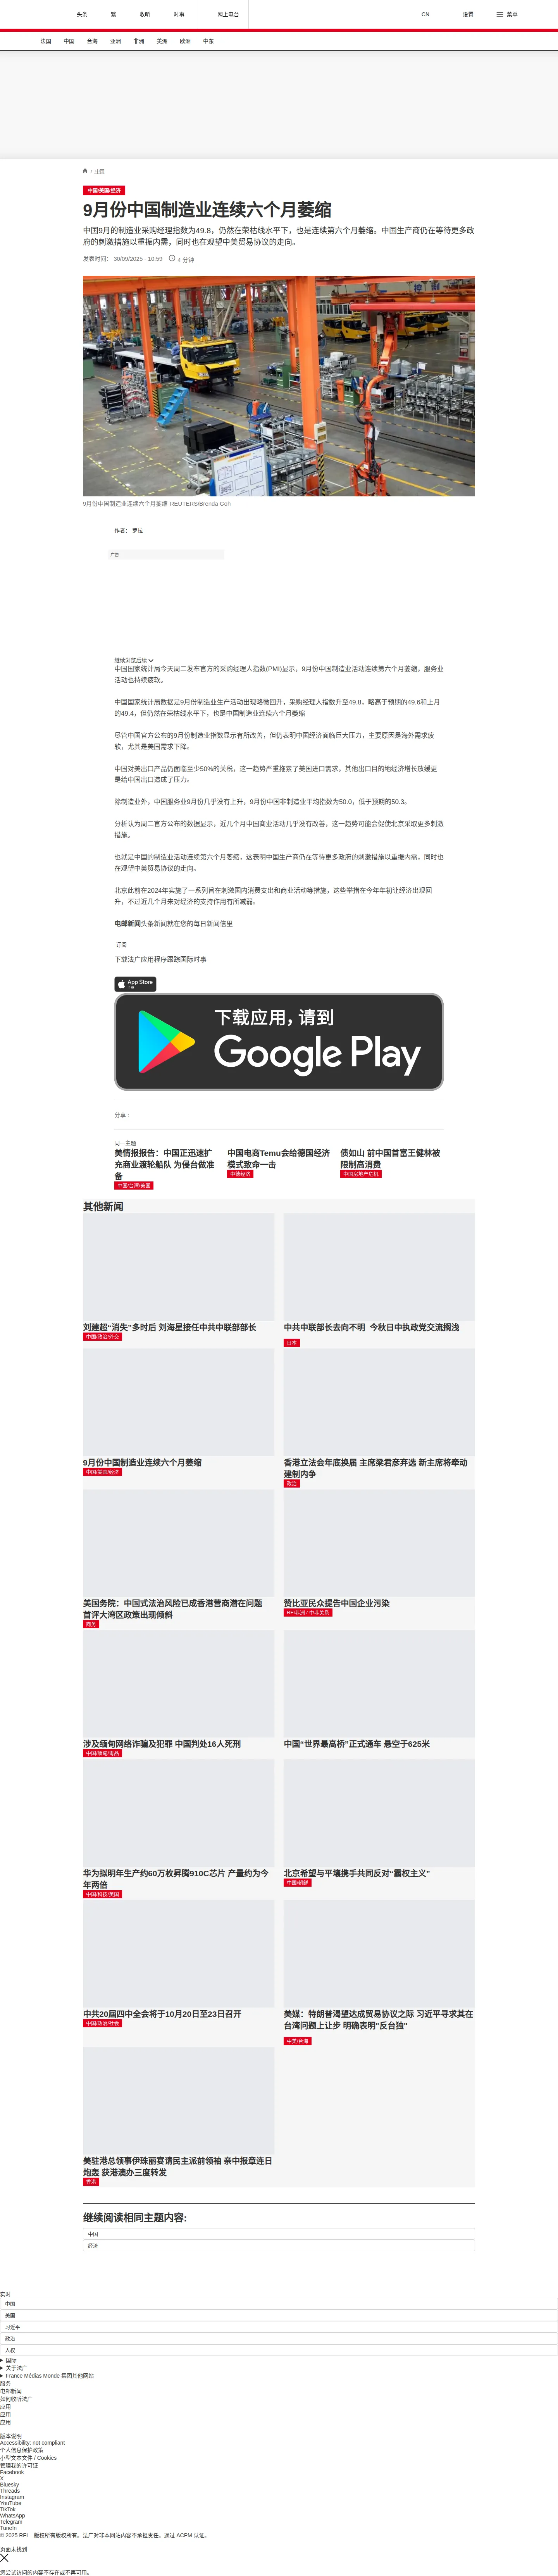 头条
繁
收听
时事
网上电台
CN
设置
菜单
法国
中国
台海
亚洲
非洲
美洲
欧洲
中东
/ 中国
中国/美国/经济
9月份中国制造业连续六个月萎缩
中国9月的制造业采购经理指数为49.8，仍然在荣枯线水平下，也是连续第六个月萎缩。中国生产商仍在等待更多政
府的刺激措施以重振内需，同时也在观望中美贸易协议的走向。
发表时间： 30/09/2025 - 10:59 4 分钟
9月份中国制造业连续六个月萎缩 REUTERS/Brenda Goh
作者： 罗拉
广告
继续浏览后续
中国国家统计局今天周二发布官方的采购经理人指数(PMI)显示，9月份中国制造业活动连续第六个月萎缩，服务业
活动也持续疲软。
中国国家统计局数据是9月份制造业生产活动出现略微回升，采购经理人指数升至49.8，略高于预期的49.6和上月
的49.4，但仍然在荣枯线水平下，也是中国制造业连续六个月萎缩
尽管中国官方公布的9月份制造业指数显示有所改善，但仍表明中国经济面临巨大压力，主要原因是海外需求疲
软，尤其是美国需求下降。
中国对美出口产品仍面临至少50%的关税，这一趋势严重拖累了美国进口需求，其他出口目的地经济增长放缓更
是给中国出口造成了压力。
除制造业外，中国服务业9月份几乎没有上升，9月份中国非制造业平均指数为50.0，低于预期的50.3。
分析认为周二官方公布的数据显示，近几个月中国商业活动几乎没有改善，这一趋势可能会促使北京采取更多刺激
措施。
也就是中国的制造业活动连续第六个月萎缩，这表明中国生产商仍在等待更多政府的刺激措施以重振内需，同时也
在观望中美贸易协议的走向。
北京此前在2024年实施了一系列旨在刺激国内消费支出和商业活动等措施，这些举措在今年年初让经济出现回
升，不过近几个月来对经济的支持作用有所减弱。
电邮新闻头条新闻就在您的每日新闻信里
订阅
下载法广应用程序跟踪国际时事
App Store
下载
下载应用，请到
Google Play
分享 :
同一主题
美情报报告：中国正迅速扩
充商业渡轮船队 为侵台做准
备
中国/台湾/美国
中国电商Temu会给德国经济
模式致命一击
中德经济
债如山 前中国首富王健林被
限制高消费
中国房地产危机
其他新闻
刘建超“消失”多时后 刘海星接任中共中联部部长
中国/政治/外交
中共中联部长去向不明 今秋日中执政党交流搁浅
日本
9月份中国制造业连续六个月萎缩
中国/美国/经济
香港立法会年底换届 主席梁君彦弃选 新主席将牵动
建制内争
政治
美国务院：中国式法治风险已成香港营商潜在问题
首评大湾区政策出现倾斜
商务
赞比亚民众提告中国企业污染
RFI非洲 / 中非关系
涉及缅甸网络诈骗及犯罪 中国判处16人死刑
中国/缅甸/毒品
中国“世界最高桥”正式通车 悬空于625米
华为拟明年生产约60万枚昇腾910C芯片 产量约为今
年两倍
中国/科技/美国
北京希望与平壤携手共同反对“霸权主义”
中国/朝鲜
中共20届四中全会将于10月20日至23日召开
中国/政治/社会
美媒：特朗普渴望达成贸易协议之际 习近平寻求其在
台湾问题上让步 明确表明"反台独"
中美/台海
美驻港总领事伊珠丽宴请民主派前领袖 亲中报章连日
炮轰 获港澳办三度转发
香港
继续阅读相同主题内容:
中国
经济
实时
中国
美国
习近平
政治
人权
国际
关于法广
France Médias Monde 集团其他网站
服务
电邮新闻
如何收听法广
应用
应用
应用
版本说明
Accessibility: not compliant
个人信息保护政策
小型文本文件 / Cookies
管理我的许可证
Facebook
X
Bluesky
Threads
Instagram
YouTube
TikTok
WhatsApp
Telegram
TuneIn
© 2025 RFI – 版权所有版权所有。法广对非本网站内容不承担责任。通过 ACPM 认证。
页面未找到
您尝试访问的内容不存在或不再可用。